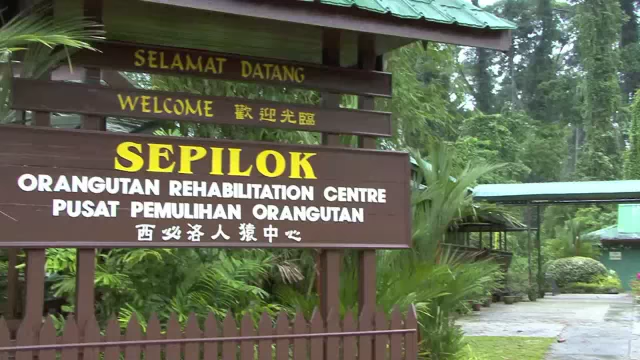 SELAMAT DATANG
WELCOME 歡迎光臨
SEPILOK
ORANGUTAN REHABILITATION CENTRE
PUSAT PEMULIHAN ORANGUTAN
西必洛人猿中心